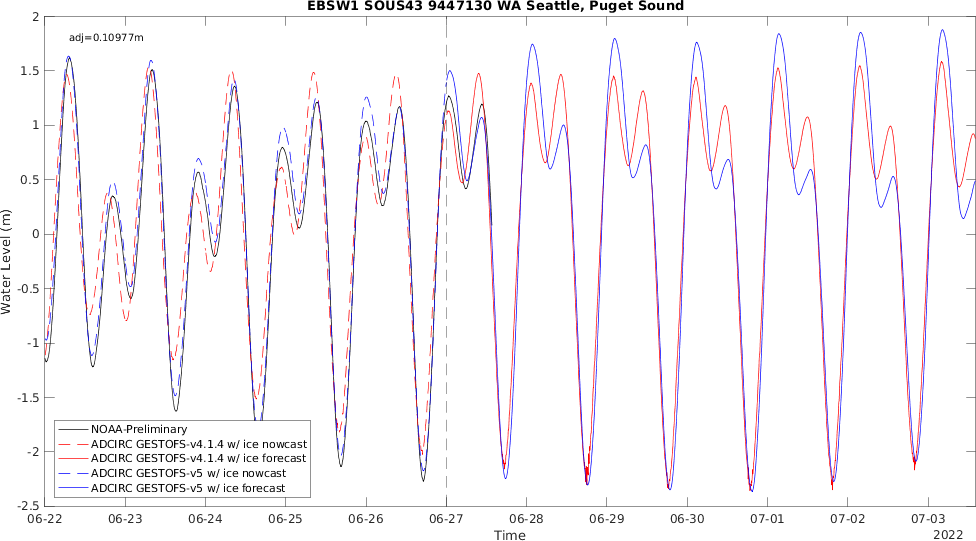 EBSW1 SOUS43 9447130 WA Seattle, Puget Sound
adj=0.10977m
2
1.5
1
0.5
0
-0.5
-1
-1.5
-2
-2.5
Water Level (m)
NOAA-Preliminary
ADCIRC GESTOFS-v4.1.4 w/ ice nowcast
ADCIRC GESTOFS-v4.1.4 w/ ice forecast
ADCIRC GESTOFS-v5 w/ ice nowcast
ADCIRC GESTOFS-v5 w/ ice forecast
06-22 06-23 06-24 06-25 06-26 06-27 06-28 06-29 06-30 07-01 07-02 07-03
Time
2022